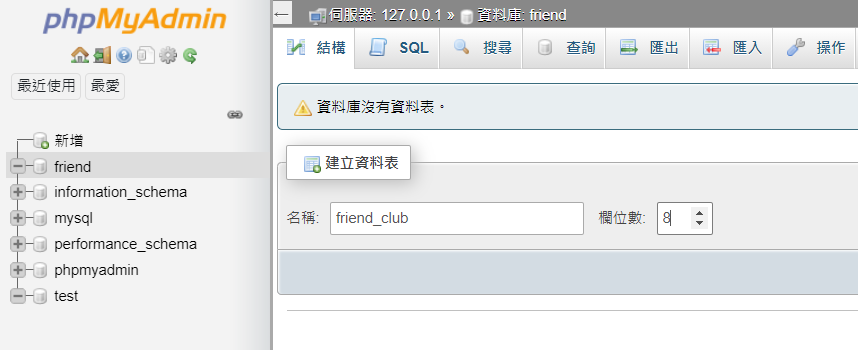 phpMyAdmin
最近使用 最愛
新增
friend
information_schema
mysql
performance_schema
phpmyadmin
test
伺服器: 127.0.0.1 » 資料庫: friend
結構 SQL 搜尋 查詢 匯出 匯入 操作
資料庫沒有資料表。
建立資料表
名稱: friend_club 欄位數: 8